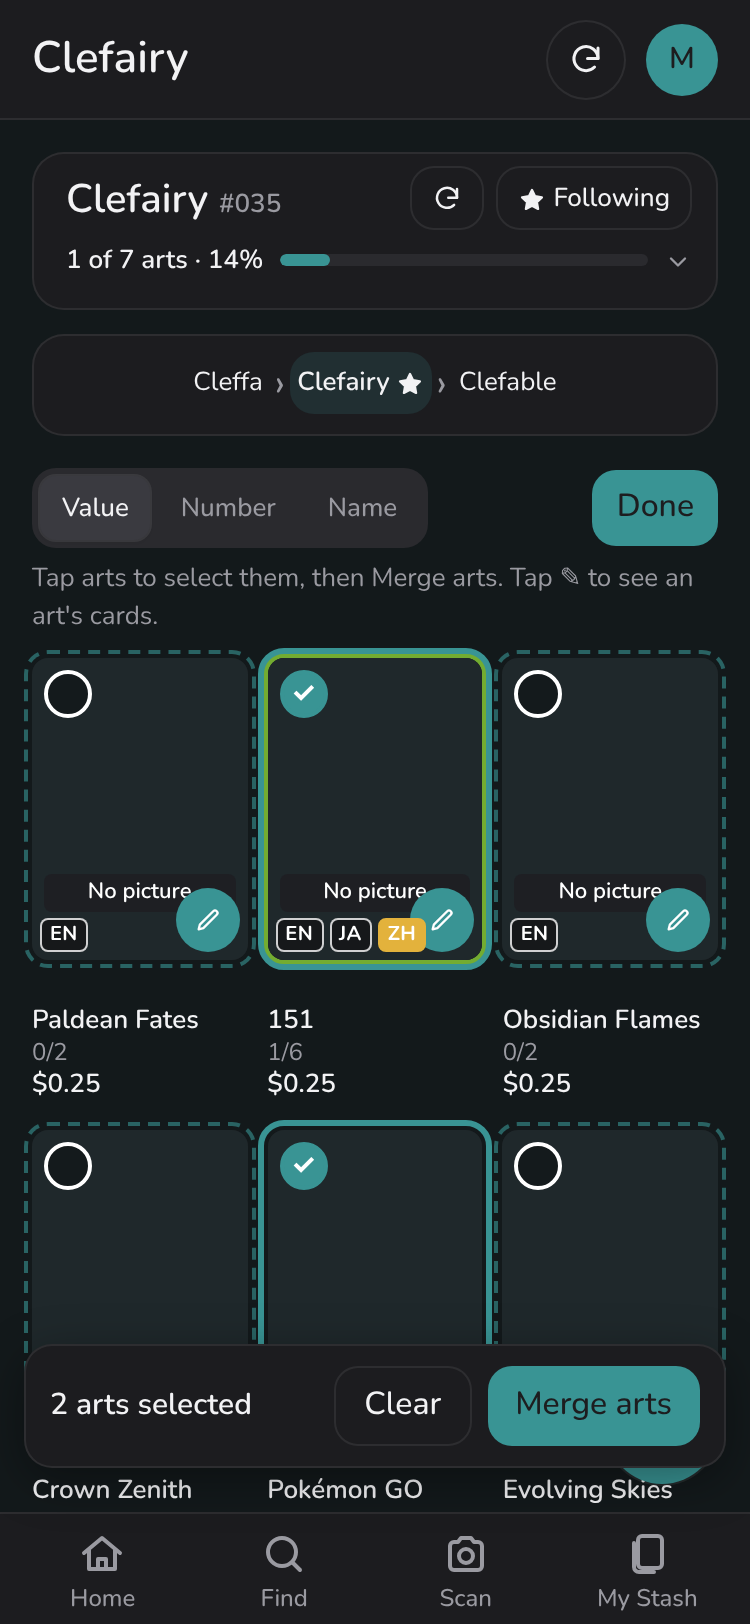 Clefairy
M
Clefairy #035
Following
1 of 7 arts · 14%
Cleffa › Clefairy ★ › Clefable
Value Number Name
Done
Tap arts to select them, then Merge arts. Tap ✎ to see an
art's cards.
No picture No picture No picture
EN EN JA ZH EN
Paldean Fates 151 Obsidian Flames
0/2 1/6 0/2
$0.25 $0.25 $0.25
2 arts selected Clear Merge arts
Crown Zenith Pokémon GO Evolving Skies
Home Find Scan My Stash